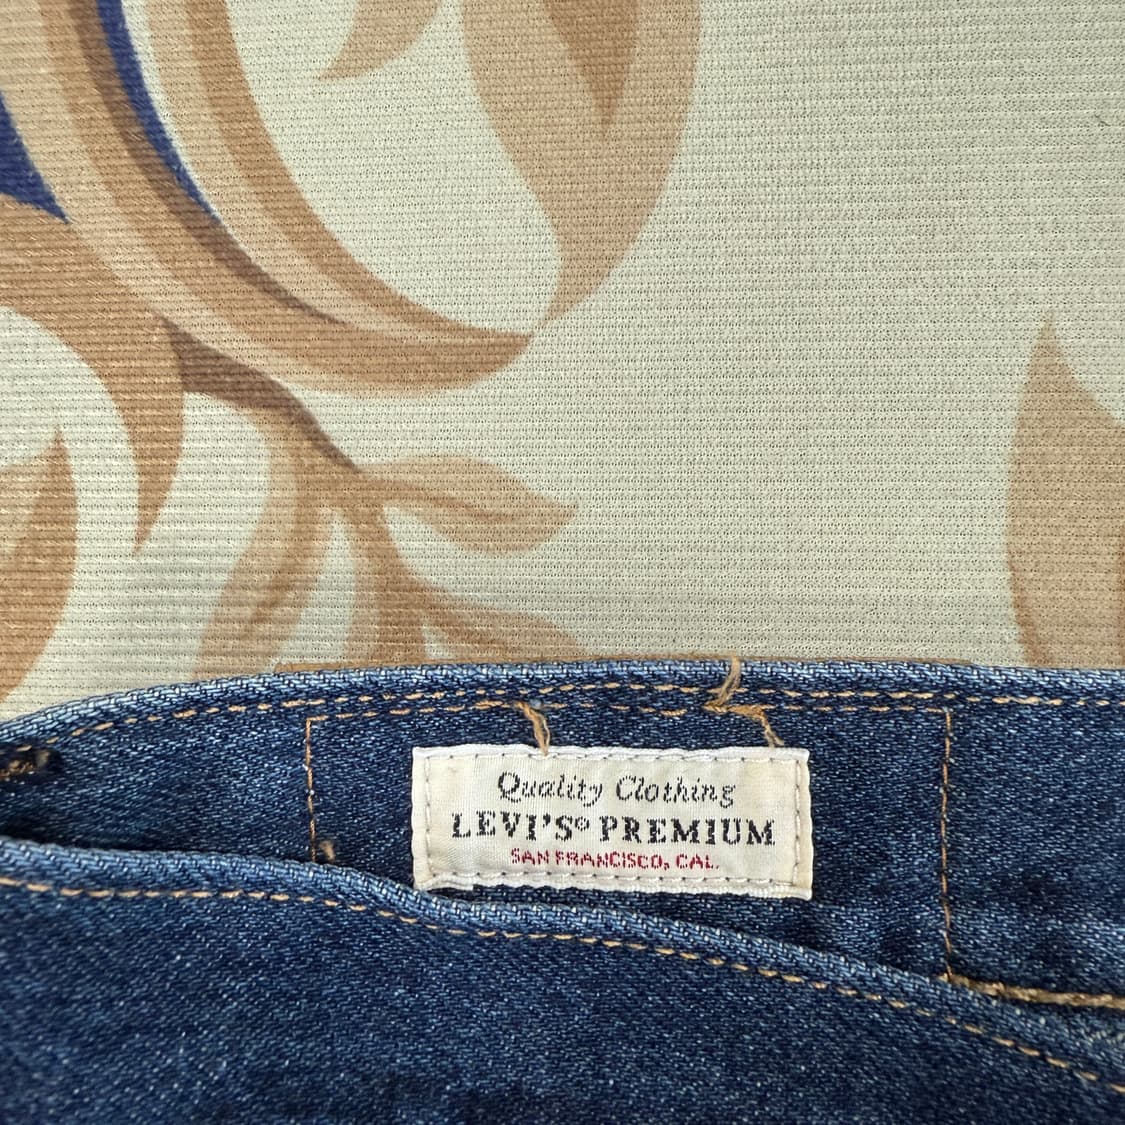 Quality Clothing
LEVI'S® PREMIUM
SAN FRANCISCO, CAL.